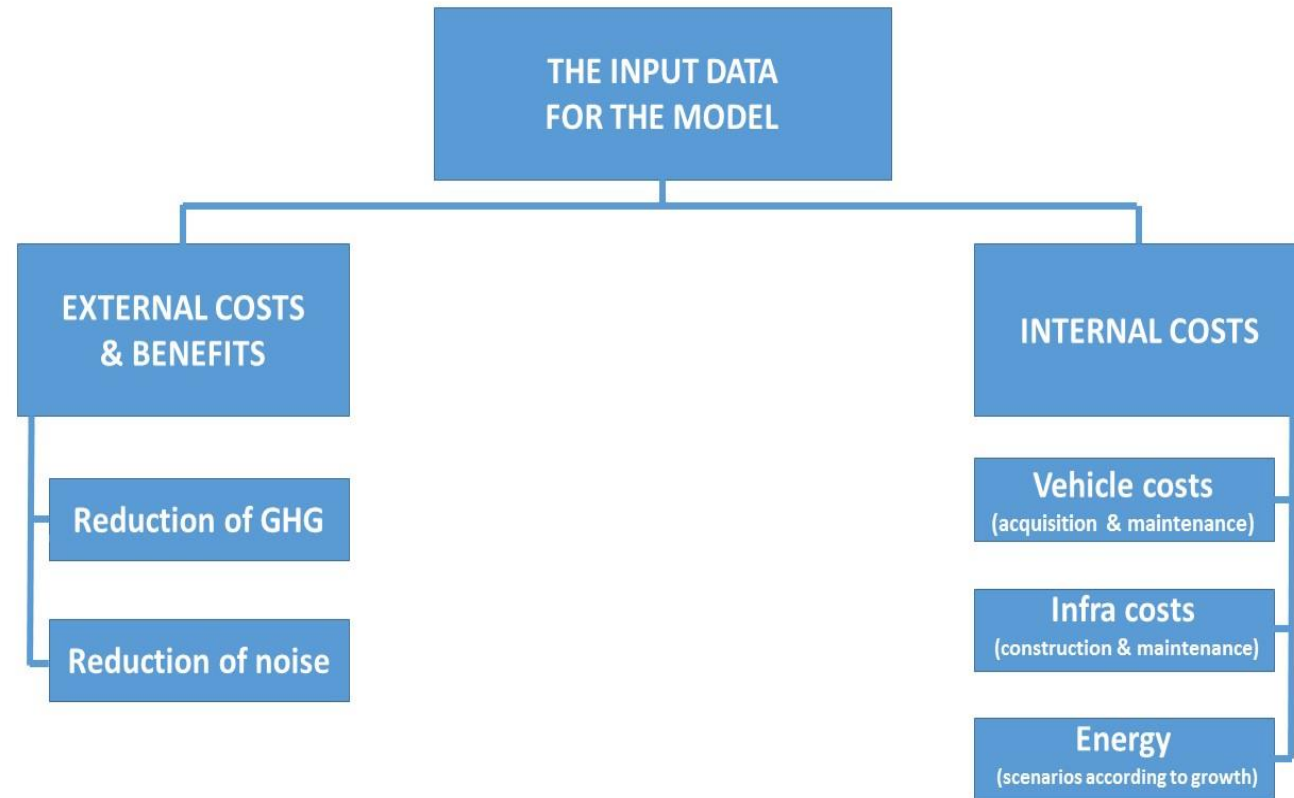 THE INPUT DATA
FOR THE MODEL
EXTERNAL COSTS
& BENEFITS
Reduction of GHG
Reduction of noise
INTERNAL COSTS
Vehicle costs
(acquisition & maintenance)
Infra costs
(construction & maintenance)
Energy
(scenarios according to growth)